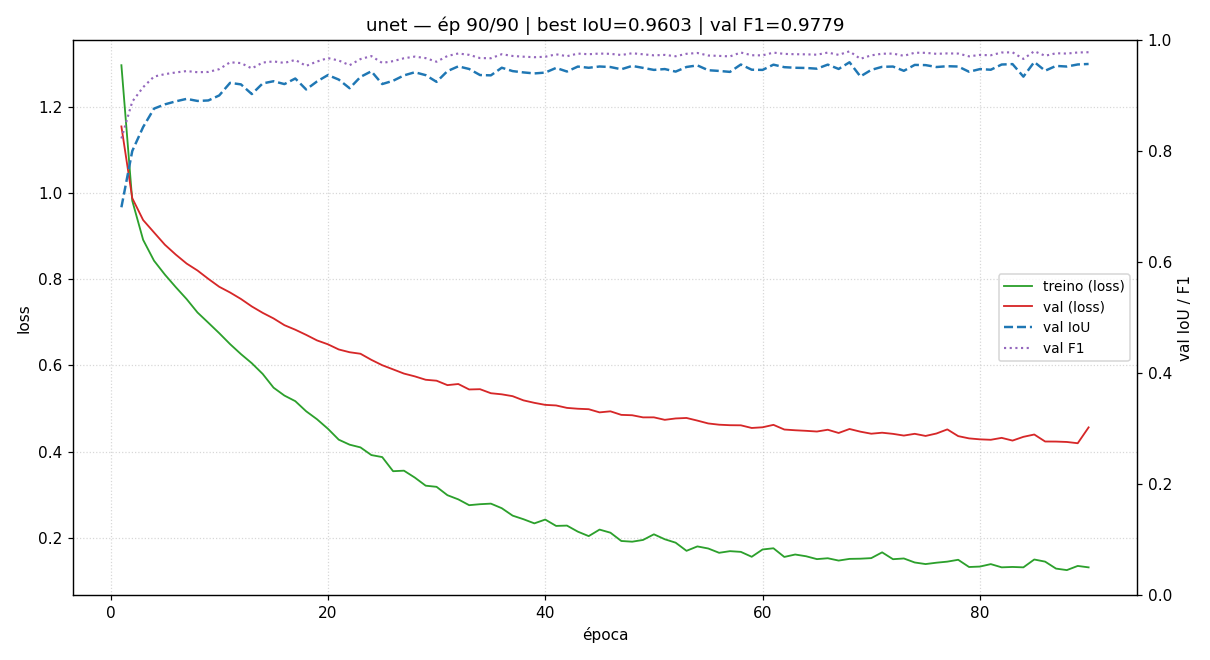 unet — ép 90/90 | best IoU=0.9603 | val F1=0.9779
1.2
1.0
0.8
0.6
0.4
0.2
loss
0
20
40
60
80
época
1.0
0.8
0.6
0.4
0.2
0.0
val IoU / F1
treino (loss)
val (loss)
val IoU
val F1